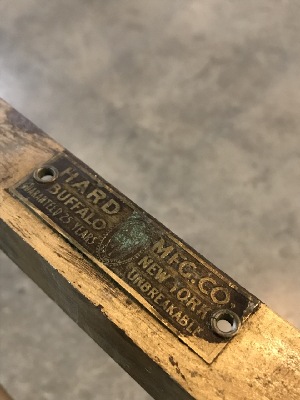 HARD MFG.CO
BUFFALO NEW YORK
GUARANTEED 25 YEARS UNBREAKABLE